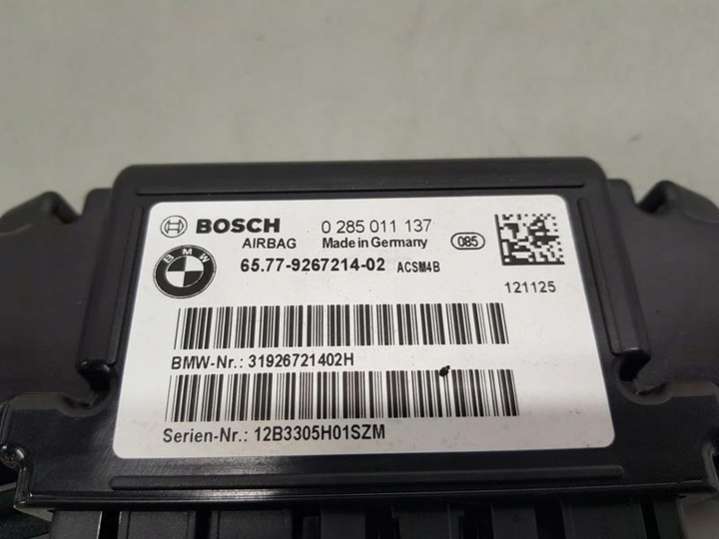 BOSCH 0 285 011 137
AIRBAG Made in Germany 085
BMW 65.77-9267214-02 ACSM4B
121125
BMW-Nr.: 31926721402H
Serien-Nr.: 12B3305H01SZM